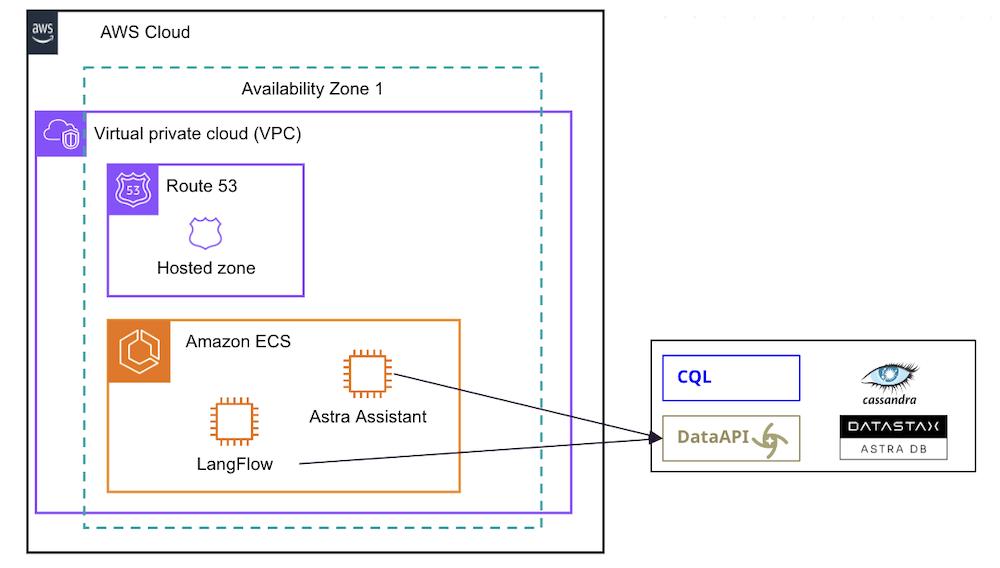 aws
AWS Cloud
Availability Zone 1
Virtual private cloud (VPC)
53
Route 53
Hosted zone
Amazon ECS
Astra Assistant
LangFlow
CQL
cassandra
DataAPI
DATASTAX
ASTRA DB